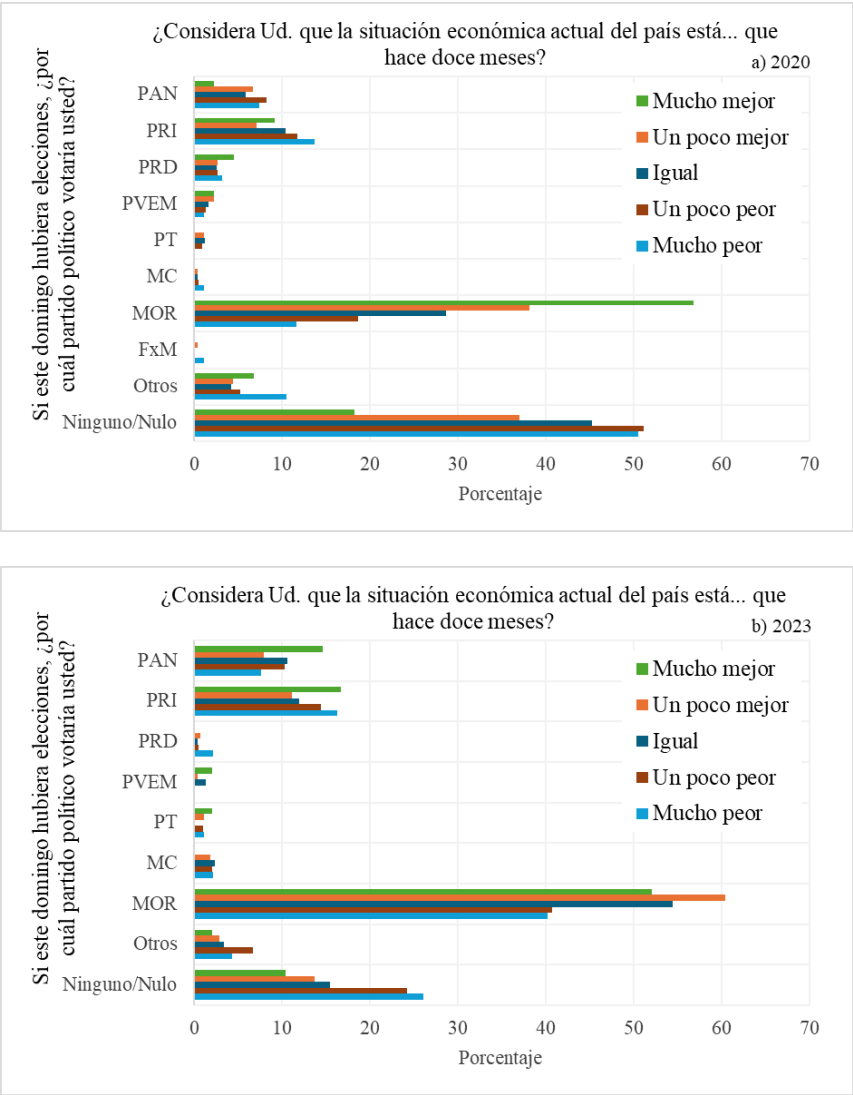 ¿Considera Ud. que la situación económica actual del país está... que
hace doce meses?
a) 2020
Si este domingo hubiera elecciones, ¿por
cuál partido político votaría usted?
PAN
PRI
PRD
PVEM
PT
MC
MOR
FxM
Otros
Ninguno/Nulo
Mucho mejor
Un poco mejor
Igual
Un poco peor
Mucho peor
0 10 20 30 40 50 60 70
Porcentaje
¿Considera Ud. que la situación económica actual del país está... que
hace doce meses?
b) 2023
Si este domingo hubiera elecciones, ¿por
cuál partido político votaría usted?
PAN
PRI
PRD
PVEM
PT
MC
MOR
Otros
Ninguno/Nulo
Mucho mejor
Un poco mejor
Igual
Un poco peor
Mucho peor
0 10 20 30 40 50 60 70
Porcentaje